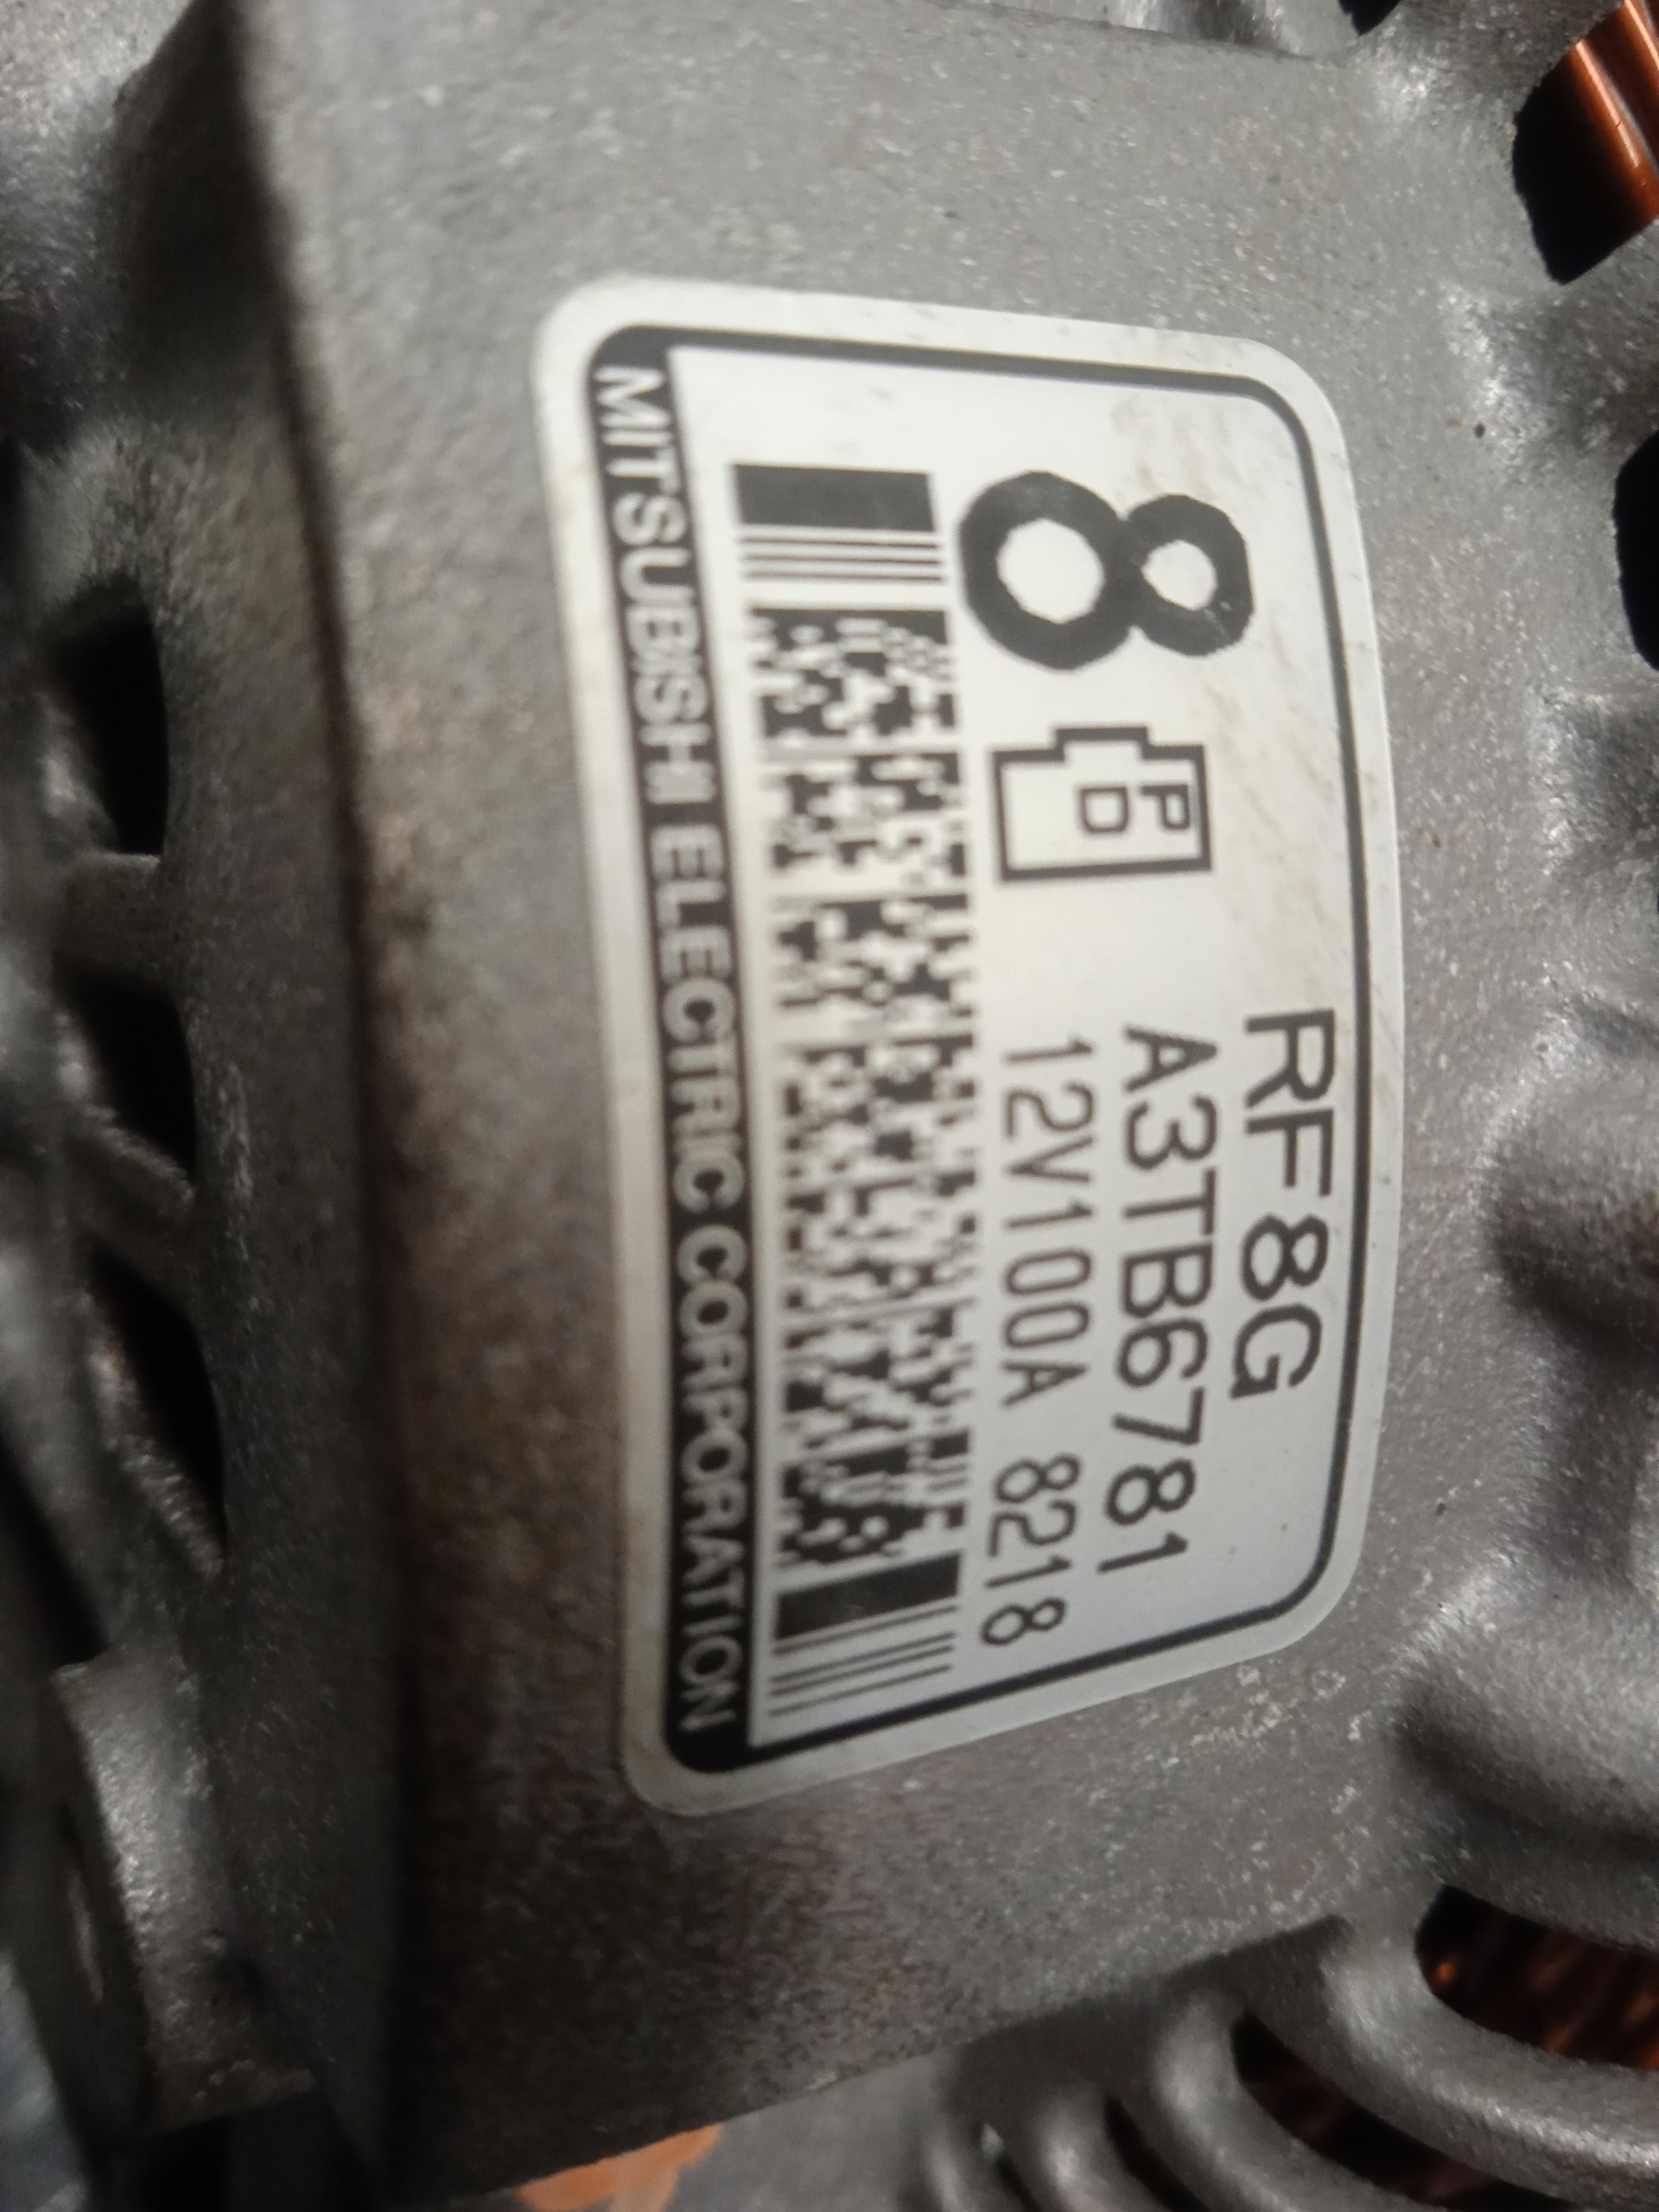 RF8G
A3TB6781
12V100A 8218
8
P
D
MITSUBISHI ELECTRIC CORPORATION